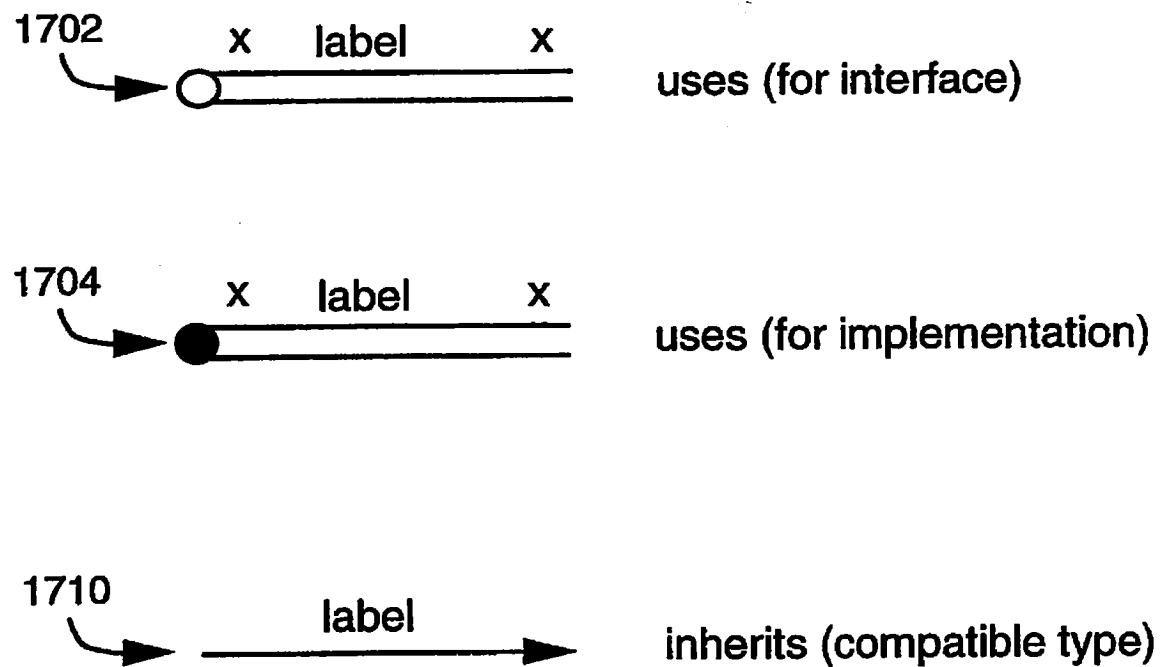 1702 x label x uses (for interface)
1704 x label x uses (for implementation)
1710 label inherits (compatible type)